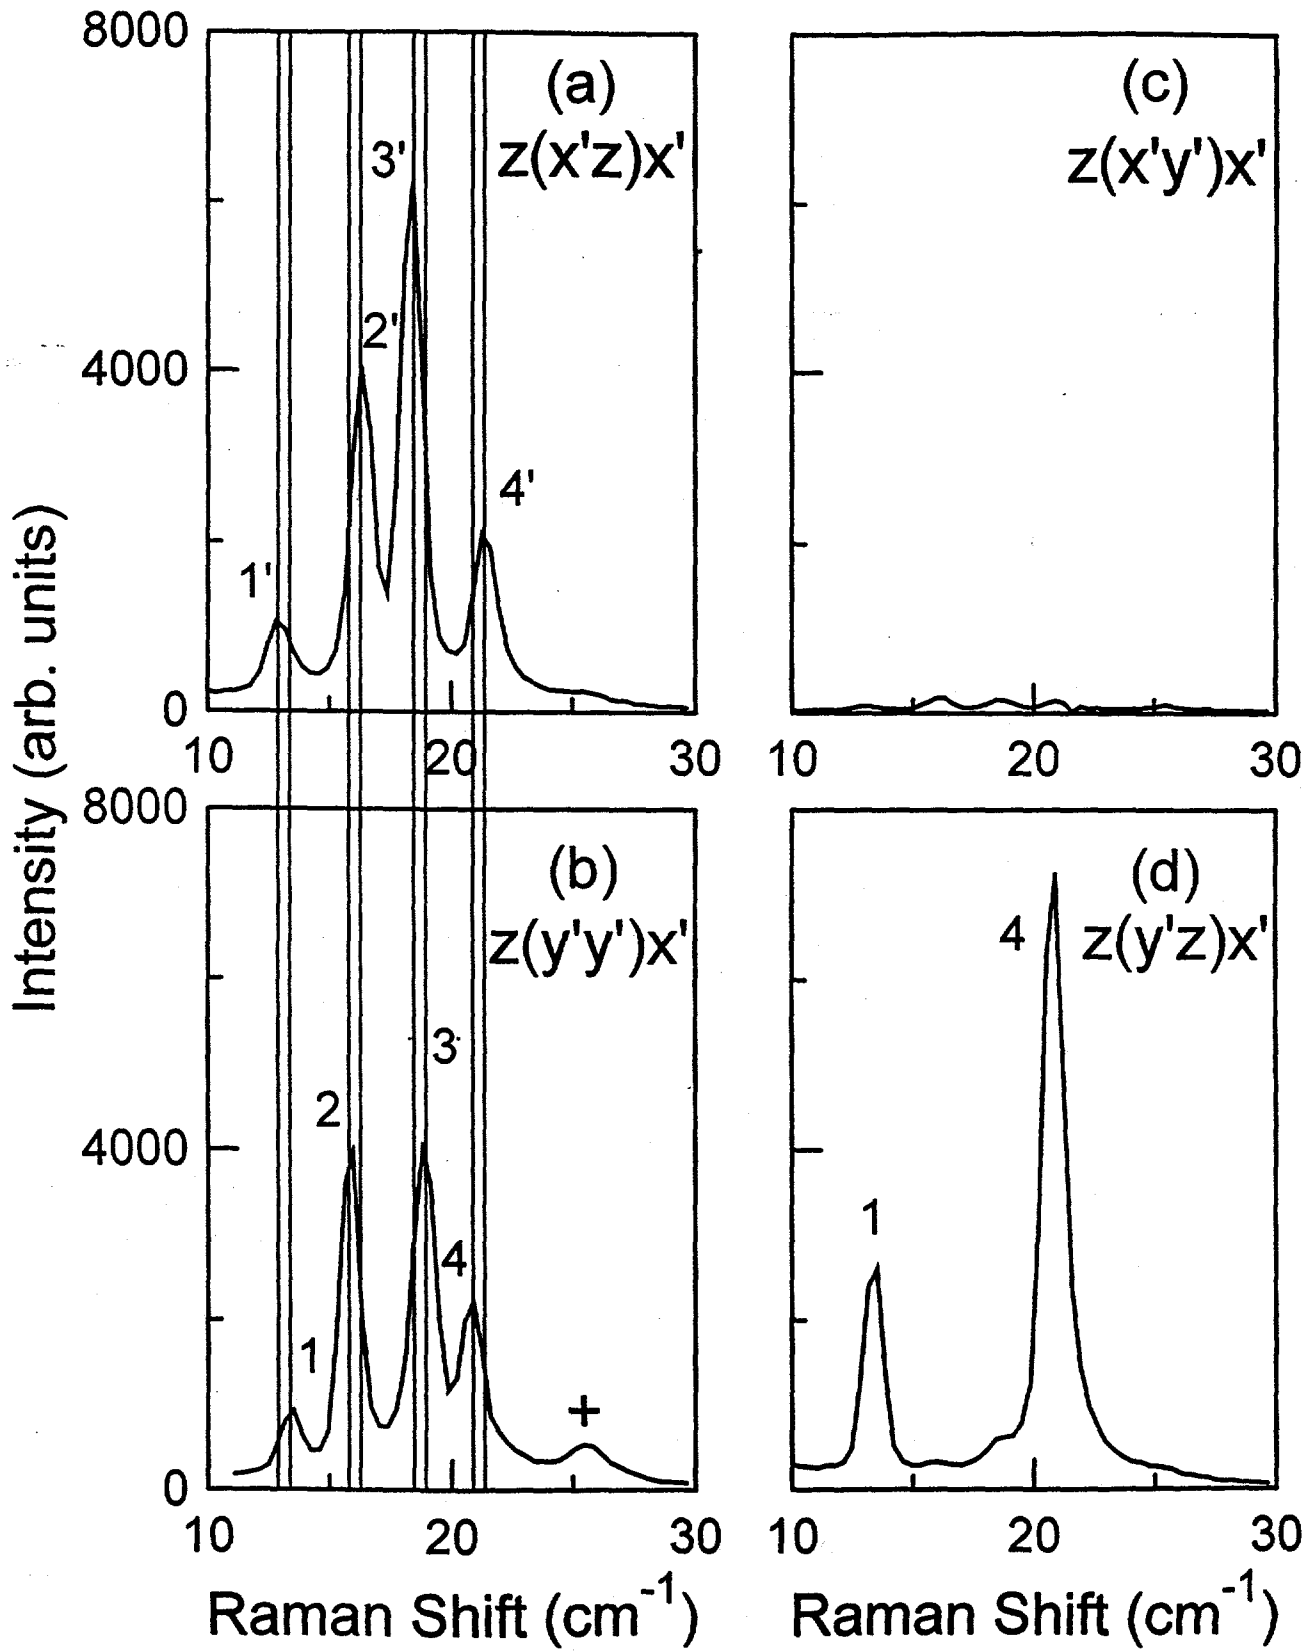 Intensity (arb. units)
8000
4000
0
(a)
z(x'z)x'
1'
2'
3'
4'
10 20 30
(c)
z(x'y')x'
10 20 30
8000
4000
0
(b)
z(y'y')x'
1
2
3
4
+
10 20 30
Raman Shift (cm⁻¹)
(d)
z(y'z)x'
1
4
10 20 30
Raman Shift (cm⁻¹)